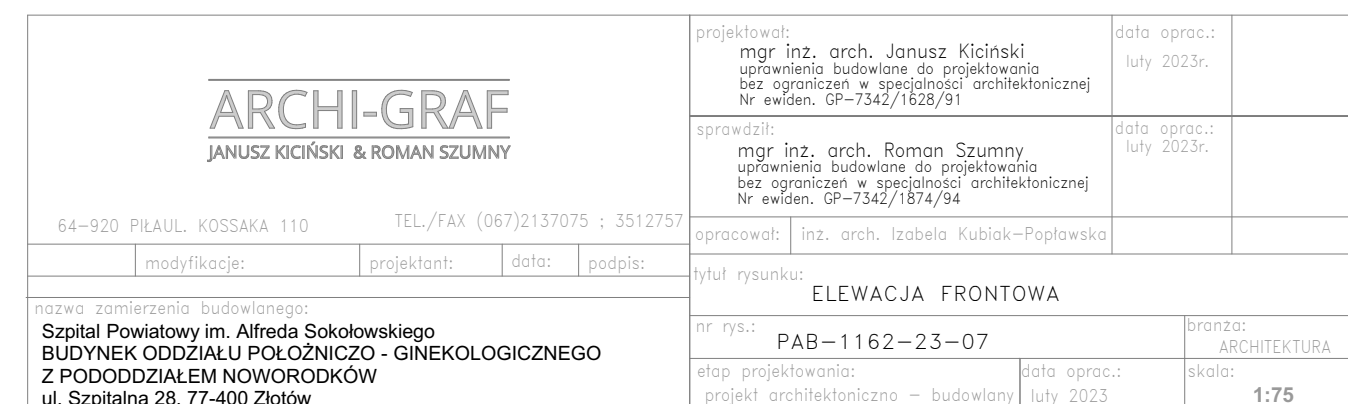 ARCHI-GRAF
JANUSZ KICIŃSKI & ROMAN SZUMNY
64-920 PIŁAUL. KOSSAKA 110
TEL./FAX (067)2137075 ; 3512757
modyfikacje:
projektant:
data:
podpis:
nazwa zamierzenia budowlanego:
Szpital Powiatowy im. Alfreda Sokołowskiego
BUDYNEK ODDZIAŁU POŁOŻNICZO - GINEKOLOGICZNEGO
Z PODODDZIAŁEM NOWORODKÓW
ul. Szpitalna 28, 77-400 Złotów
projektował:
mgr inż. arch. Janusz Kiciński
uprawnienia budowlane do projektowania
bez ograniczeń w specjalności architektonicznej
Nr ewiden. GP-7342/1628/91
data oprac.:
luty 2023r.
sprawdził:
mgr inż. arch. Roman Szumny
uprawnienia budowlane do projektowania
bez ograniczeń w specjalności architektonicznej
Nr ewiden. GP-7342/1874/94
data oprac.:
luty 2023r.
opracował:
inż. arch. Izabela Kubiak-Popławska
tytuł rysunku:
ELEWACJA FRONTOWA
nr rys.:
PAB-1162-23-07
branża:
ARCHITEKTURA
etap projektowania:
projekt architektoniczno - budowlany
data oprac.:
luty 2023
skala:
1:75